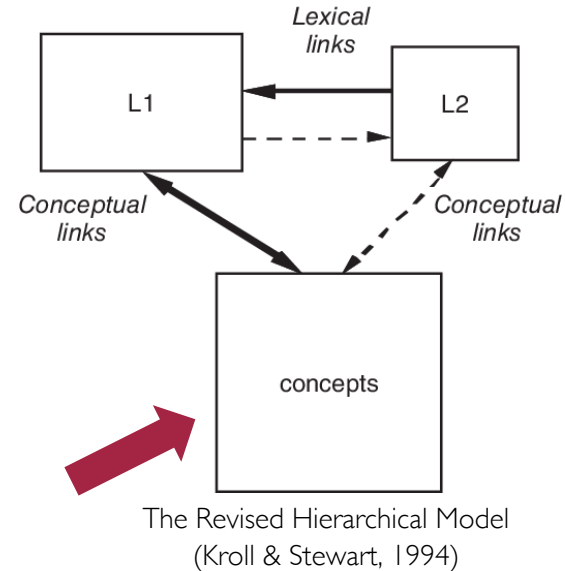 Lexical
links
L1
L2
Conceptual
links
Conceptual
links
concepts
The Revised Hierarchical Model
(Kroll & Stewart, 1994)